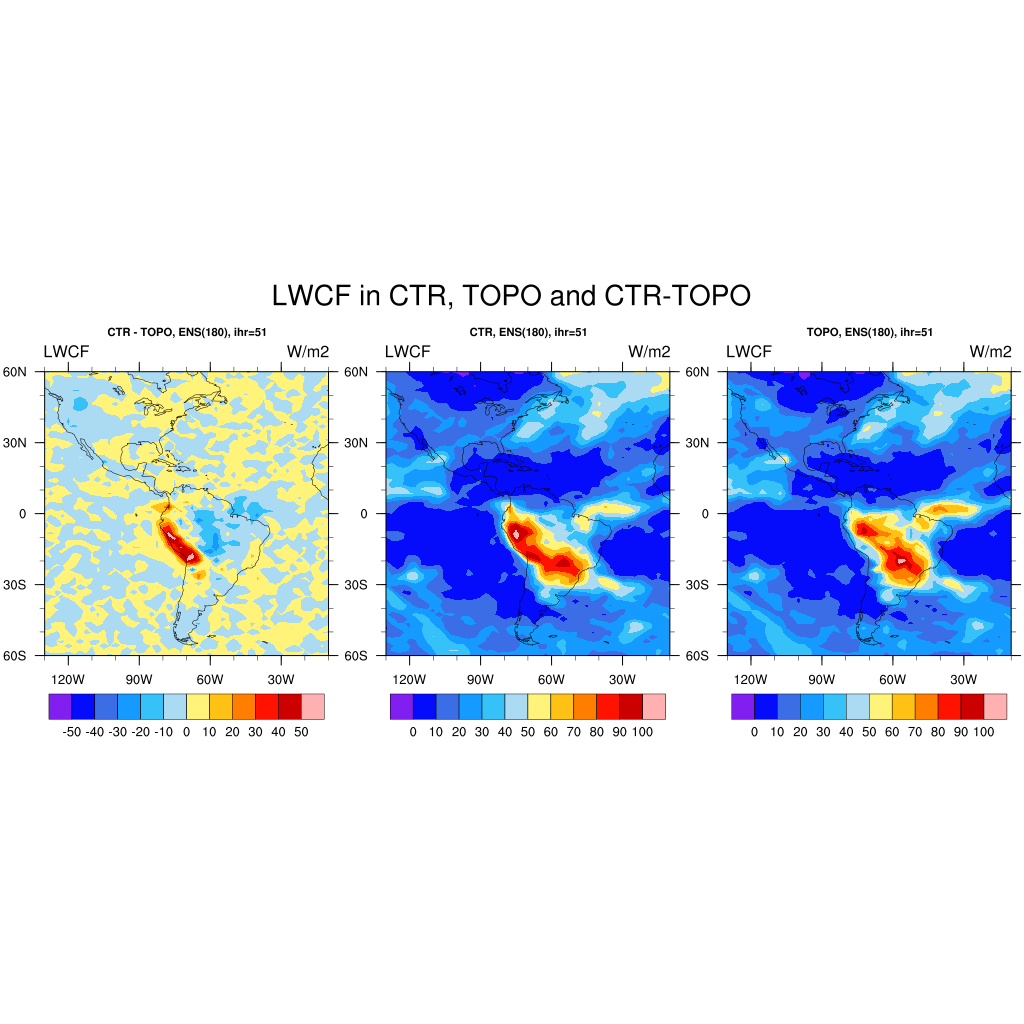 LWCF in CTR, TOPO and CTR-TOPO
CTR - TOPO, ENS(180), ihr=51
LWCF W/m2
60N
30N
0
30S
60S
120W 90W 60W 30W
-50 -40 -30 -20 -10 0 10 20 30 40 50
CTR, ENS(180), ihr=51
LWCF W/m2
60N
30N
0
30S
60S
120W 90W 60W 30W
0 10 20 30 40 50 60 70 80 90 100
TOPO, ENS(180), ihr=51
LWCF W/m2
60N
30N
0
30S
60S
120W 90W 60W 30W
0 10 20 30 40 50 60 70 80 90 100